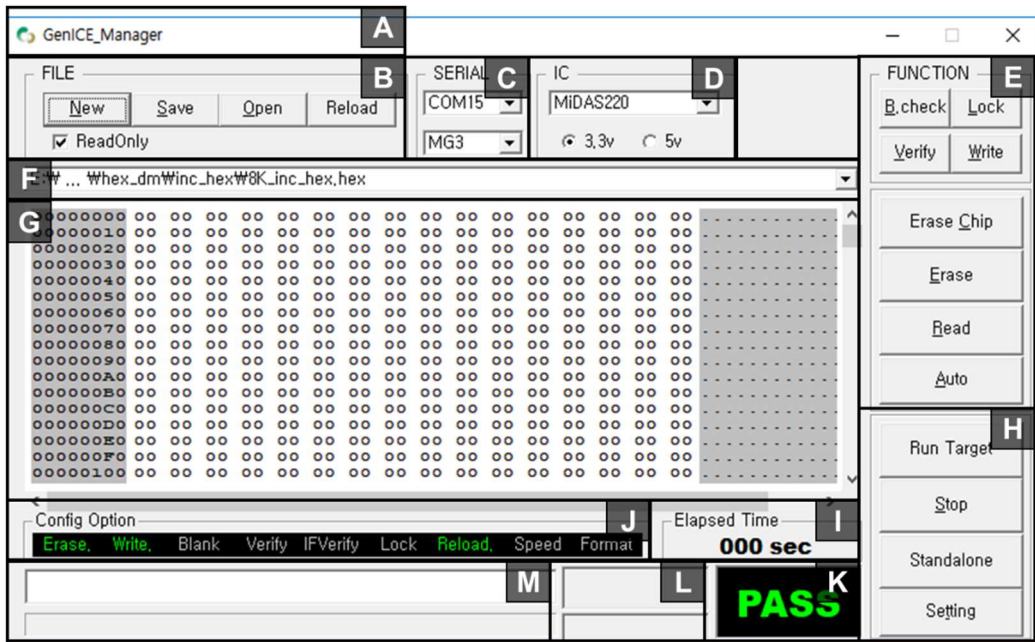 GenICE_Manager A
FILE B SERIAL C IC D FUNCTION E
New Save Open Reload COM15 MiDAS220 B.check Lock
ReadOnly MG3 3.3v 5v Verify Write
F E:₩ ... ₩hex_dm₩inc_hex₩8K_inc_hex.hex
G
00000000 00 00 00 00 00 00 00 00 00 00 00 00 00 00 00 00 ............
00000010 00 00 00 00 00 00 00 00 00 00 00 00 00 00 00 00 ............
00000020 00 00 00 00 00 00 00 00 00 00 00 00 00 00 00 00 ............
00000030 00 00 00 00 00 00 00 00 00 00 00 00 00 00 00 00 ............
00000040 00 00 00 00 00 00 00 00 00 00 00 00 00 00 00 00 ............
00000050 00 00 00 00 00 00 00 00 00 00 00 00 00 00 00 00 ............
00000060 00 00 00 00 00 00 00 00 00 00 00 00 00 00 00 00 ............
00000070 00 00 00 00 00 00 00 00 00 00 00 00 00 00 00 00 ............
00000080 00 00 00 00 00 00 00 00 00 00 00 00 00 00 00 00 ............
00000090 00 00 00 00 00 00 00 00 00 00 00 00 00 00 00 00 ............
000000A0 00 00 00 00 00 00 00 00 00 00 00 00 00 00 00 00 ............
000000B0 00 00 00 00 00 00 00 00 00 00 00 00 00 00 00 00 ............
000000C0 00 00 00 00 00 00 00 00 00 00 00 00 00 00 00 00 ............
000000D0 00 00 00 00 00 00 00 00 00 00 00 00 00 00 00 00 ............
000000E0 00 00 00 00 00 00 00 00 00 00 00 00 00 00 00 00 ............
000000F0 00 00 00 00 00 00 00 00 00 00 00 00 00 00 00 00 ............
00000100 00 00 00 00 00 00 00 00 00 00 00 00 00 00 00 00 ............
Erase Chip
Erase
Read
Auto
H
Run Target
Stop
Standalone
Setting
Config Option J Elapsed Time I
Erase. Write. Blank Verify IFVerify Lock Reload. Speed Format 000 sec
M L K
PASS